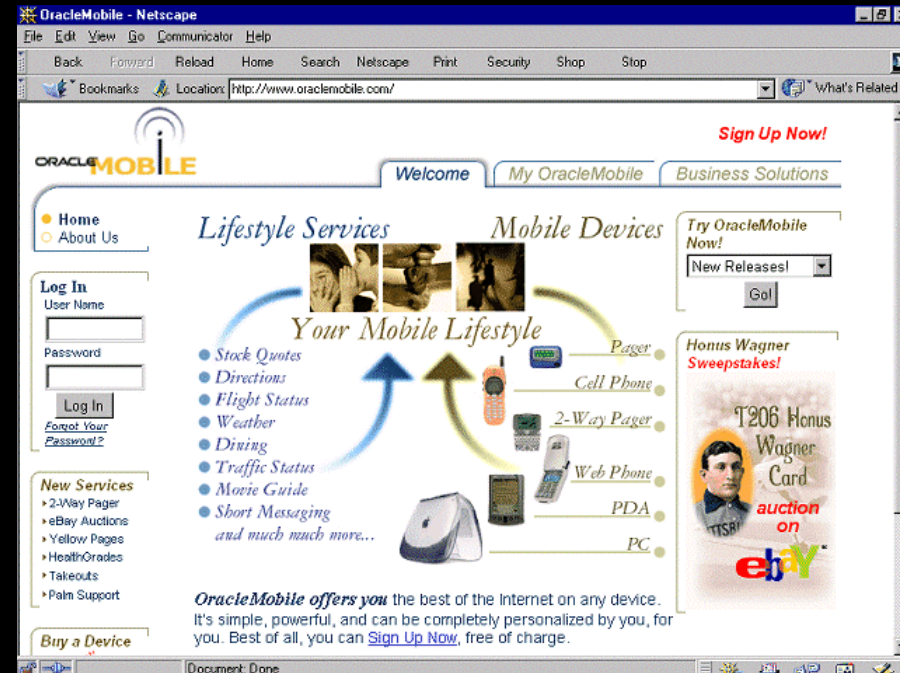 OracleMobile - Netscape
File Edit View Go Communicator Help
Back Forward Reload Home Search Netscape Print Security Shop Stop
Bookmarks Location: http://www.oraclemobile.com/ What's Related
ORACLE MOBILE
Sign Up Now!
Welcome
My OracleMobile
Business Solutions
Home
About Us
Log In
User Name
Password
Log In
Forgot Your
Password?
New Services
2-Way Pager
eBay Auctions
Yellow Pages
HealthGrades
Takeouts
Palm Support
Buy a Device
Lifestyle Services
Mobile Devices
Your Mobile Lifestyle
Stock Quotes
Directions
Flight Status
Weather
Dining
Traffic Status
Movie Guide
Short Messaging
and much much more...
Pager
Cell Phone
2-Way Pager
Web Phone
PDA
PC
OracleMobile offers you the best of the Internet on any device.
It's simple, powerful, and can be completely personalized by you, for
you. Best of all, you can Sign Up Now, free of charge.
Try OracleMobile
Now!
New Releases!
Go!
Honus Wagner
Sweepstakes!
T206 Honus
Wagner
Card
auction
on
ebaY
Document: Done